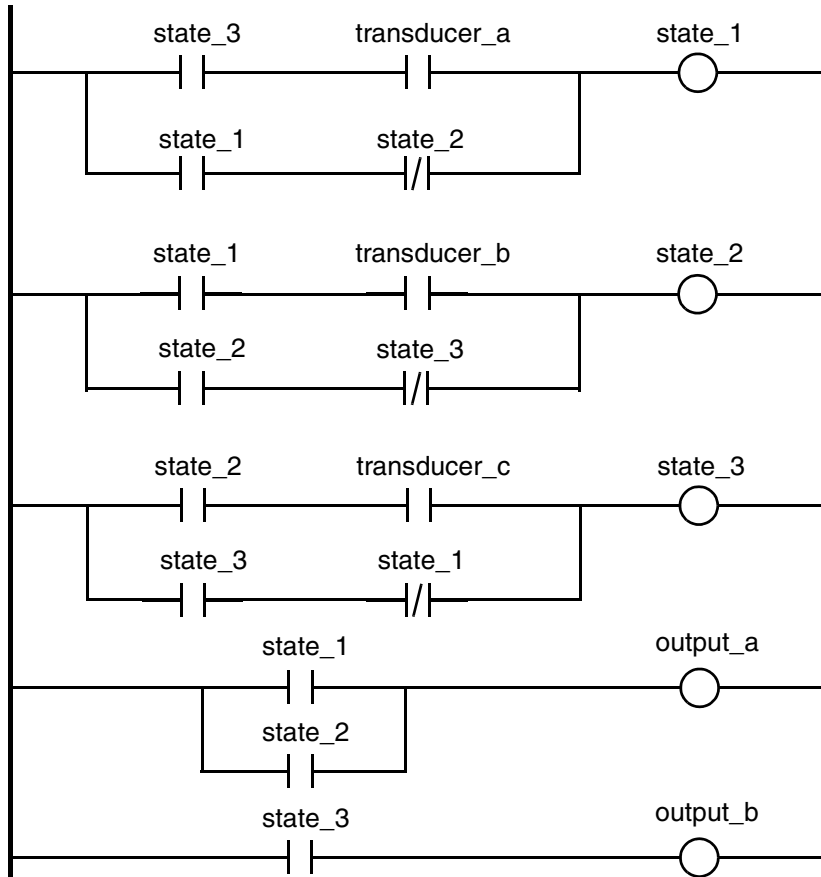 state_3 transducer_a state_1
state_1 state_2
state_1 transducer_b state_2
state_2 state_3
state_2 transducer_c state_3
state_3 state_1
state_1 output_a
state_2
state_3 output_b